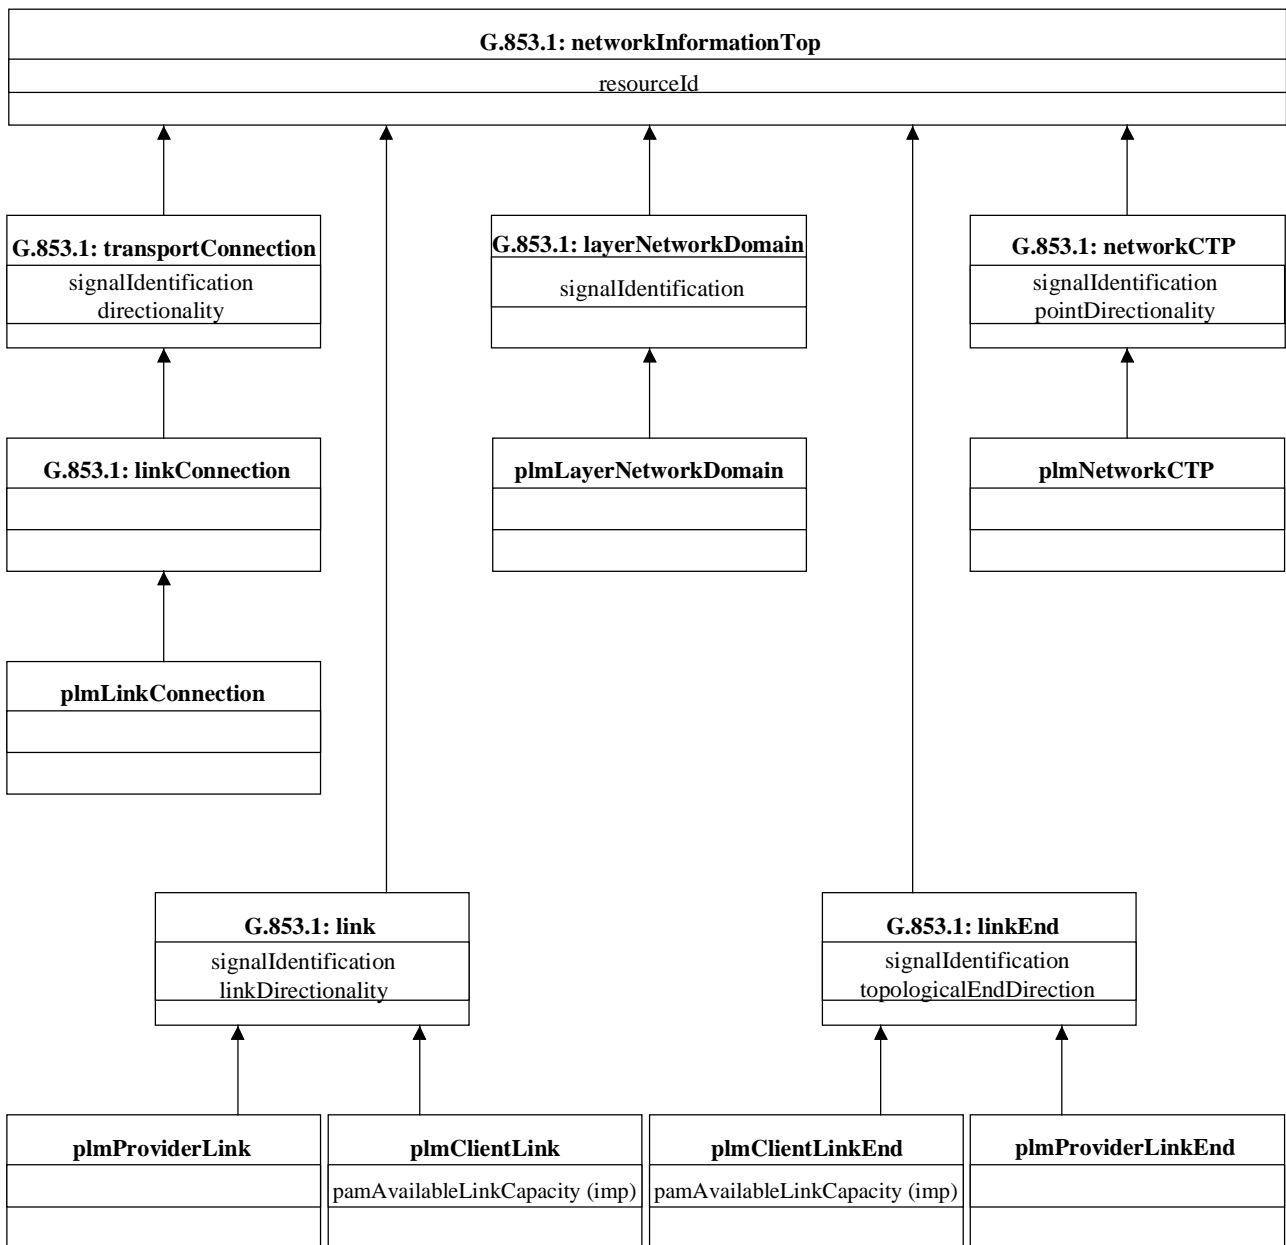 G.853.1: networkInformationTop
resourceId
G.853.1: transportConnection
signalIdentification
directionality
G.853.1: layerNetworkDomain
signalIdentification
G.853.1: networkCTP
signalIdentification
pointDirectionality
G.853.1: linkConnection
plmLayerNetworkDomain
plmNetworkCTP
plmLinkConnection
G.853.1: link
signalIdentification
linkDirectionality
G.853.1: linkEnd
signalIdentification
topologicalEndDirection
plmProviderLink
plmClientLink
pamAvailableLinkCapacity (imp)
plmClientLinkEnd
pamAvailableLinkCapacity (imp)
plmProviderLinkEnd